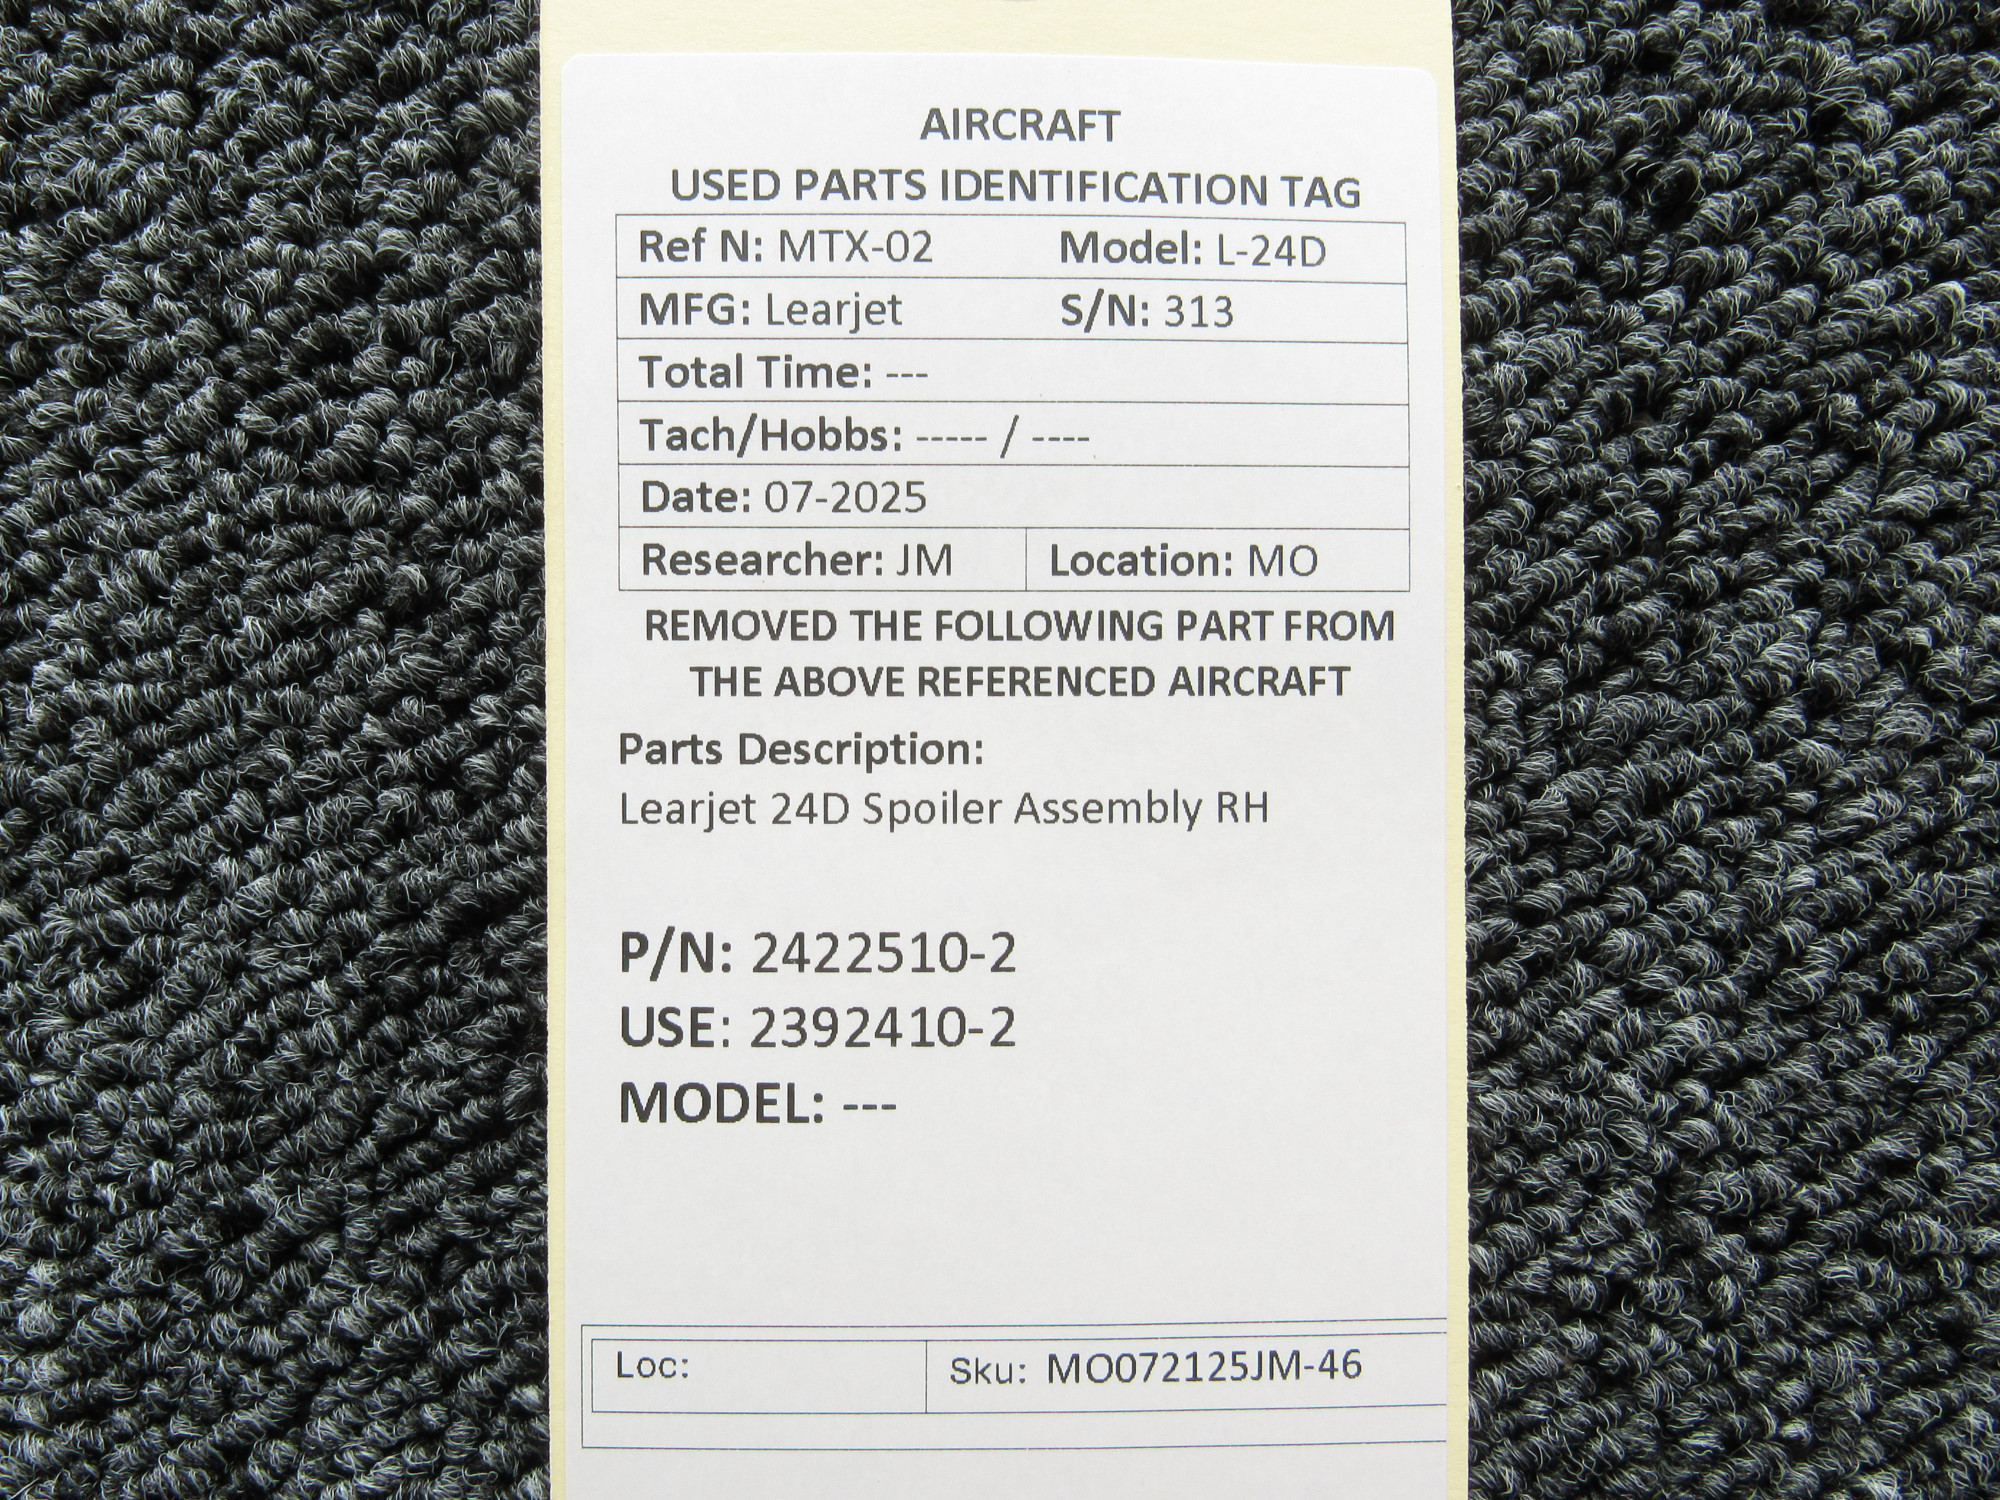 AIRCRAFT
USED PARTS IDENTIFICATION TAG
Ref N: MTX-02 Model: L-24D
MFG: Learjet S/N: 313
Total Time: ---
Tach/Hobbs: ----- / ----
Date: 07-2025
Researcher: JM Location: MO
REMOVED THE FOLLOWING PART FROM
THE ABOVE REFERENCED AIRCRAFT
Parts Description:
Learjet 24D Spoiler Assembly RH
P/N: 2422510-2
USE: 2392410-2
MODEL: ---
Loc: Sku: MO072125JM-46